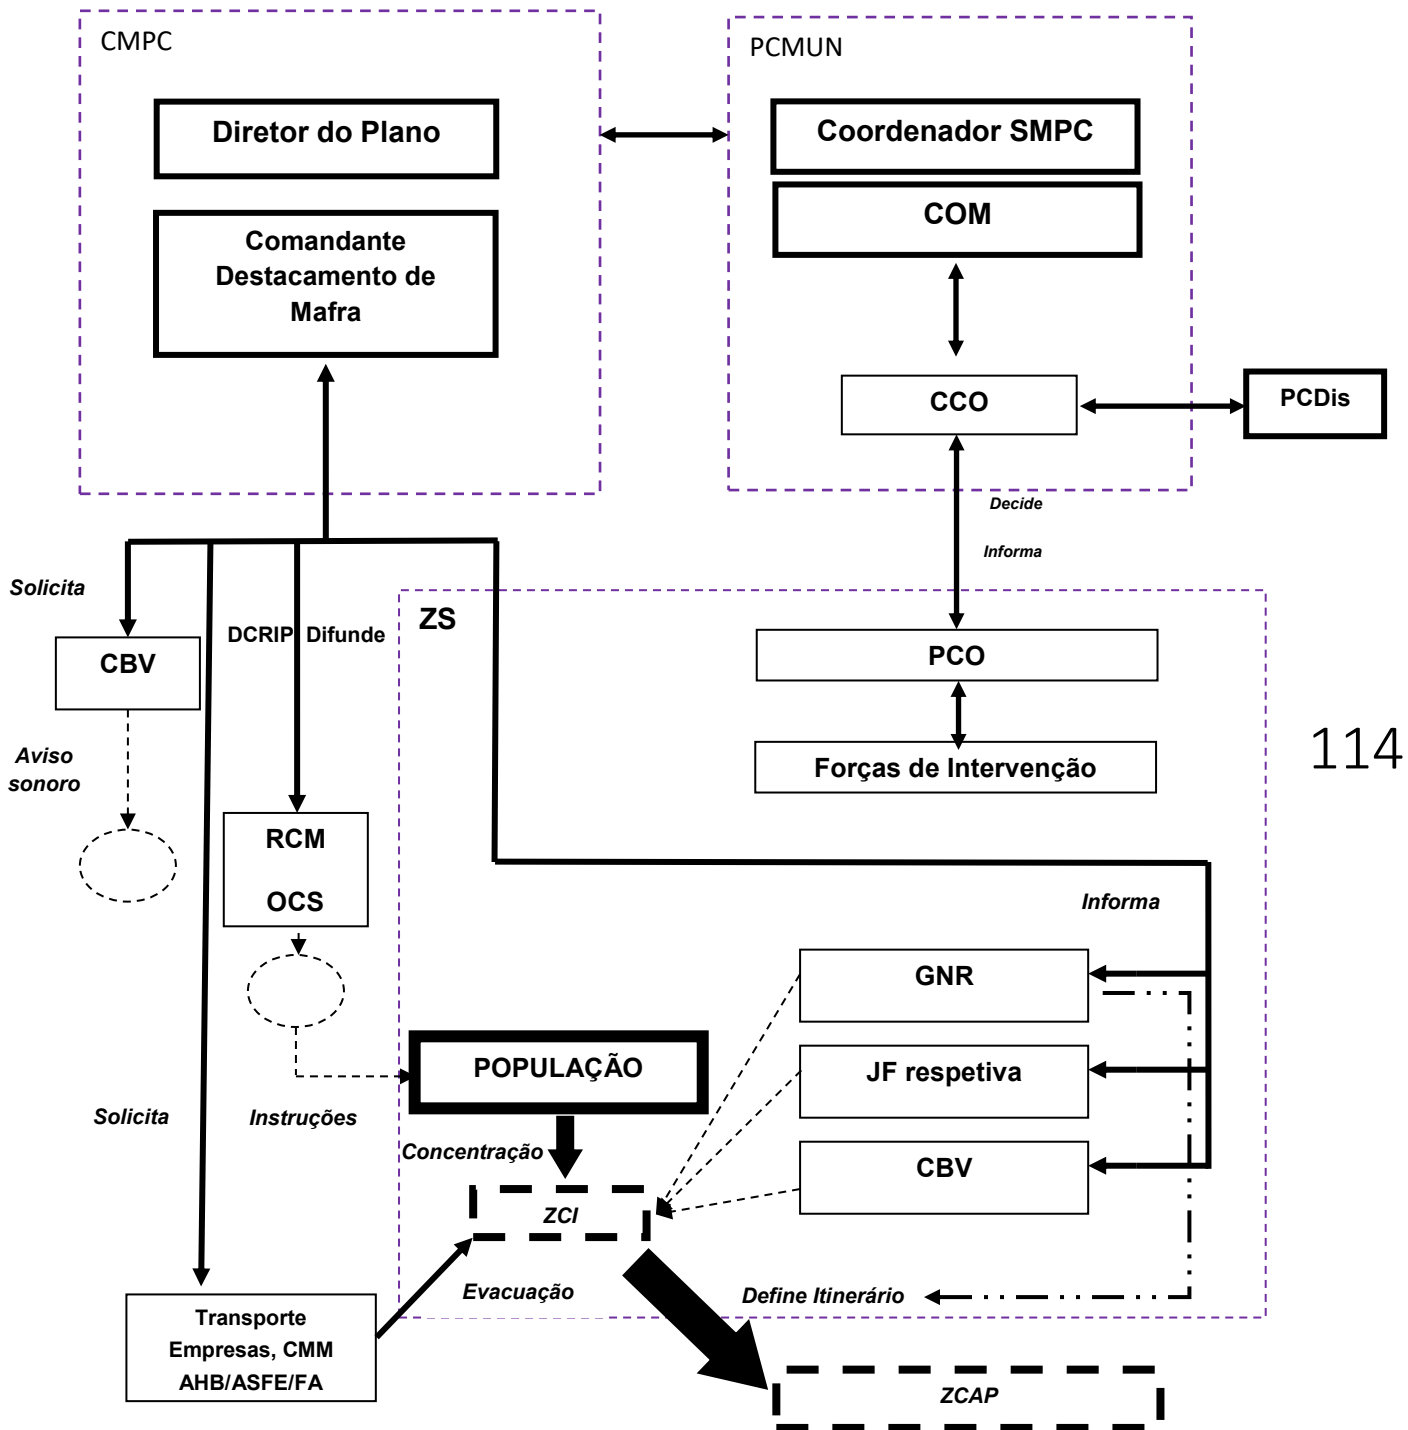 CMPC
PCMUN
Diretor do Plano
Coordenador SMPC
COM
Comandante
Destacamento de
Mafra
CCO
PCDis
Decide
Informa
Solicita
DCRIP Difunde
ZS
CBV
PCO
Aviso
sonoro
Forças de Intervenção
114
RCM
OCS
Informa
GNR
POPULAÇÃO
JF respetiva
Solicita
Instruções
Concentração
CBV
ZCI
Evacuação
Define Itinerário
Transporte
Empresas, CMM
AHB/ASFE/FA
ZCAP